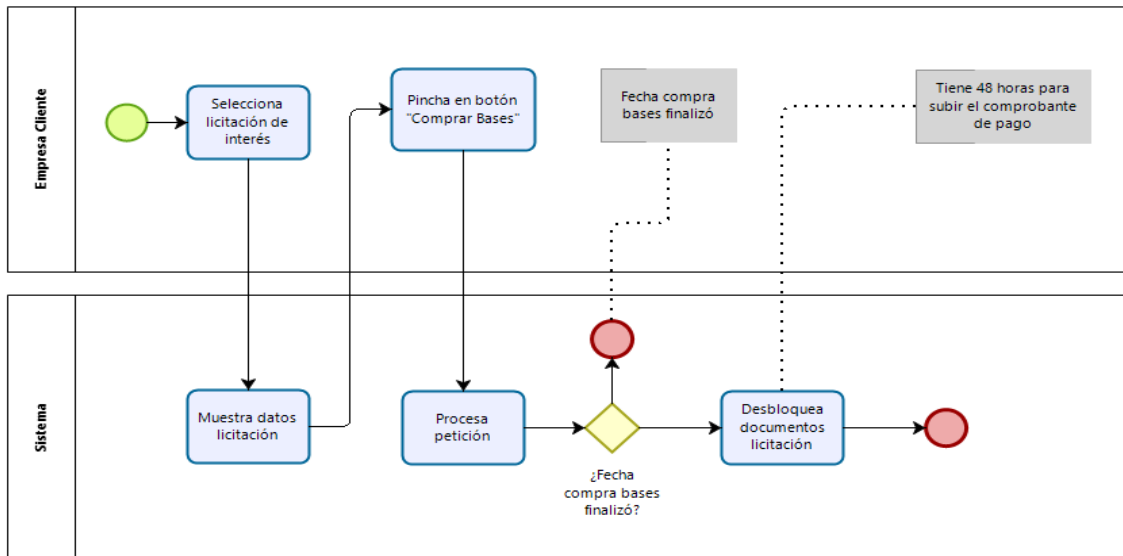 Empresa Cliente
Selecciona
licitación de
interés
Pincha en botón
"Comprar Bases"
Fecha compra
bases finalizó
Tiene 48 horas para
subir el comprobante
de pago
Sistema
Muestra datos
licitación
Procesa
petición
¿Fecha
compra bases
finalizó?
Desbloquea
documentos
licitación